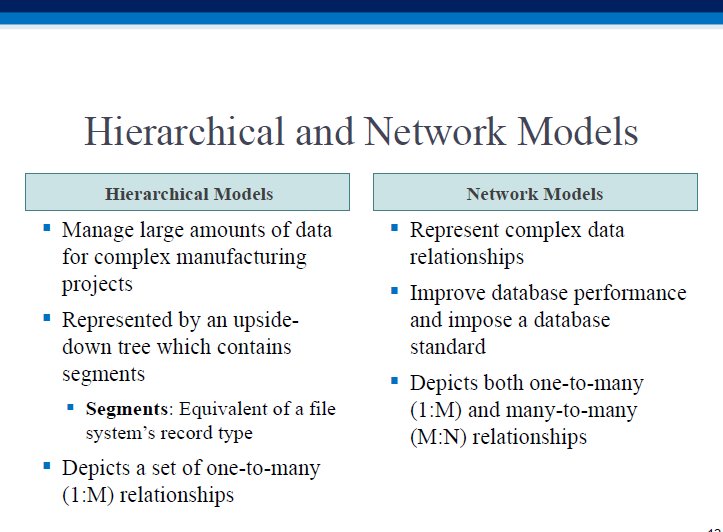 Hierarchical and Network Models
Hierarchical Models
▪ Manage large amounts of data
for complex manufacturing
projects
▪ Represented by an upside-
down tree which contains
segments
▪ Segments: Equivalent of a file
system's record type
▪ Depicts a set of one-to-many
(1:M) relationships
Network Models
▪ Represent complex data
relationships
▪ Improve database performance
and impose a database
standard
▪ Depicts both one-to-many
(1:M) and many-to-many
(M:N) relationships